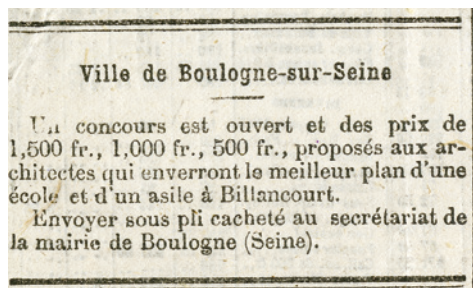 Ville de Boulogne-sur-Seine
Un concours est ouvert et des prix de
1,500 fr., 1,000 fr., 500 fr., proposés aux ar-
chitectes qui enverront le meilleur plan d'une
école et d'un asile à Billancourt.
Envoyer sous pli cacheté au secrétariat de
la mairie de Boulogne (Seine).